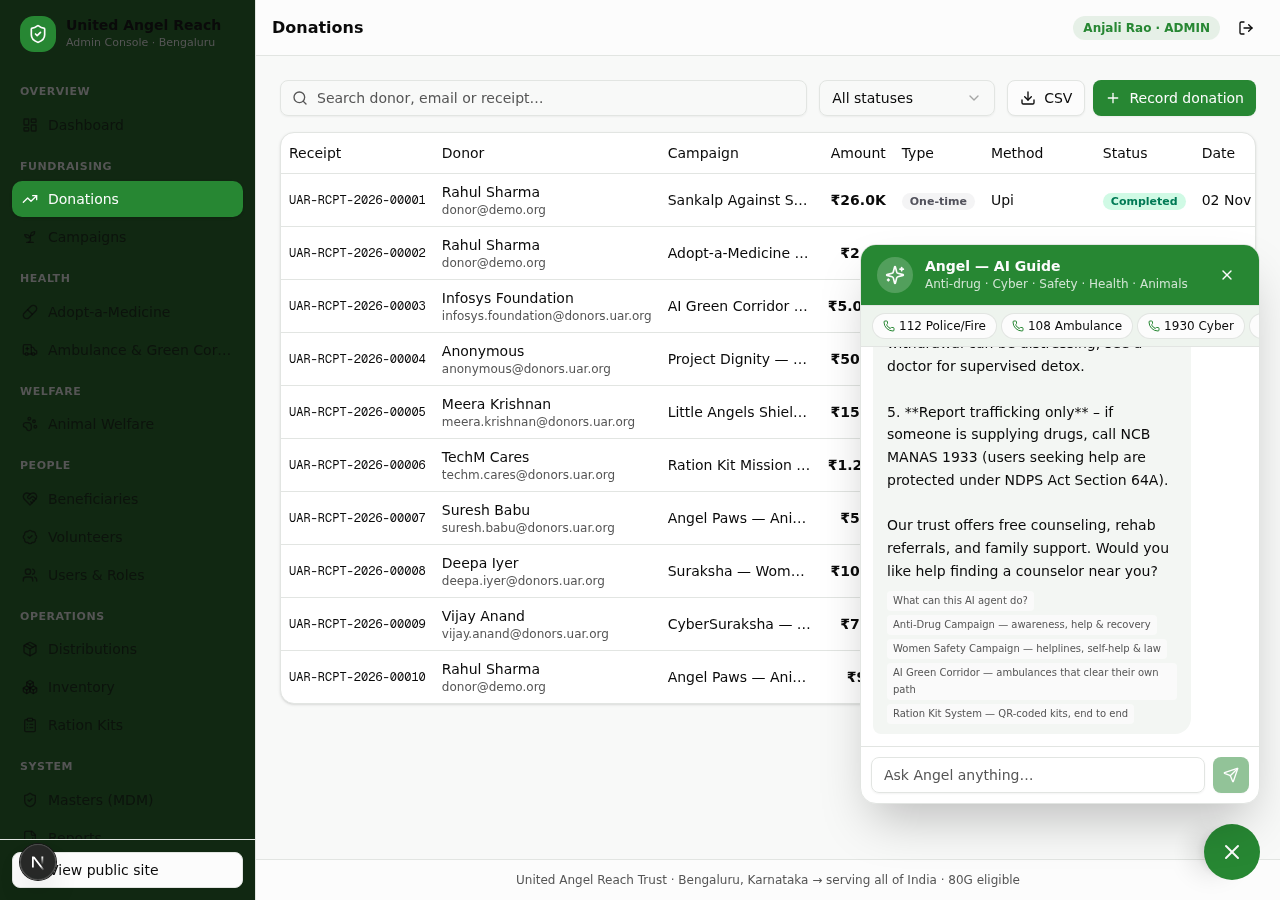 United Angel Reach
Admin Console · Bengaluru
OVERVIEW
Dashboard
FUNDRAISING
Donations
Campaigns
HEALTH
Adopt-a-Medicine
Ambulance & Green Cor…
WELFARE
Animal Welfare
PEOPLE
Beneficiaries
Volunteers
Users & Roles
OPERATIONS
Distributions
Inventory
Ration Kits
SYSTEM
Masters (MDM)
Reports
View public site
Donations
Anjali Rao · ADMIN
Search donor, email or receipt…
All statuses
CSV
Record donation
Receipt Donor Campaign Amount Type Method Status Date
UAR-RCPT-2026-00001 Rahul Sharma Sankalp Against S… ₹26.0K One-time Upi Completed 02 Nov
donor@demo.org
UAR-RCPT-2026-00002 Rahul Sharma Adopt-a-Medicine … ₹2
donor@demo.org
UAR-RCPT-2026-00003 Infosys Foundation AI Green Corridor … ₹5.0
infosys.foundation@donors.uar.org
UAR-RCPT-2026-00004 Anonymous Project Dignity — … ₹50
anonymous@donors.uar.org
UAR-RCPT-2026-00005 Meera Krishnan Little Angels Shiel… ₹15
meera.krishnan@donors.uar.org
UAR-RCPT-2026-00006 TechM Cares Ration Kit Mission … ₹1.2
techm.cares@donors.uar.org
UAR-RCPT-2026-00007 Suresh Babu Angel Paws — Ani… ₹5
suresh.babu@donors.uar.org
UAR-RCPT-2026-00008 Deepa Iyer Suraksha — Wom… ₹10
deepa.iyer@donors.uar.org
UAR-RCPT-2026-00009 Vijay Anand CyberSuraksha — … ₹7
vijay.anand@donors.uar.org
UAR-RCPT-2026-00010 Rahul Sharma Angel Paws — Ani…
donor@demo.org
Angel — AI Guide
Anti-drug · Cyber · Safety · Health · Animals
112 Police/Fire
108 Ambulance
1930 Cyber
withdrawal can be distressing; see a
doctor for supervised detox.
5. **Report trafficking only** – if
someone is supplying drugs, call NCB
MANAS 1933 (users seeking help are
protected under NDPS Act Section 64A).
Our trust offers free counseling, rehab
referrals, and family support. Would you
like help finding a counselor near you?
What can this AI agent do?
Anti-Drug Campaign — awareness, help & recovery
Women Safety Campaign — helplines, self-help & law
AI Green Corridor — ambulances that clear their own
path
Ration Kit System — QR-coded kits, end to end
Ask Angel anything…
United Angel Reach Trust · Bengaluru, Karnataka → serving all of India · 80G eligible